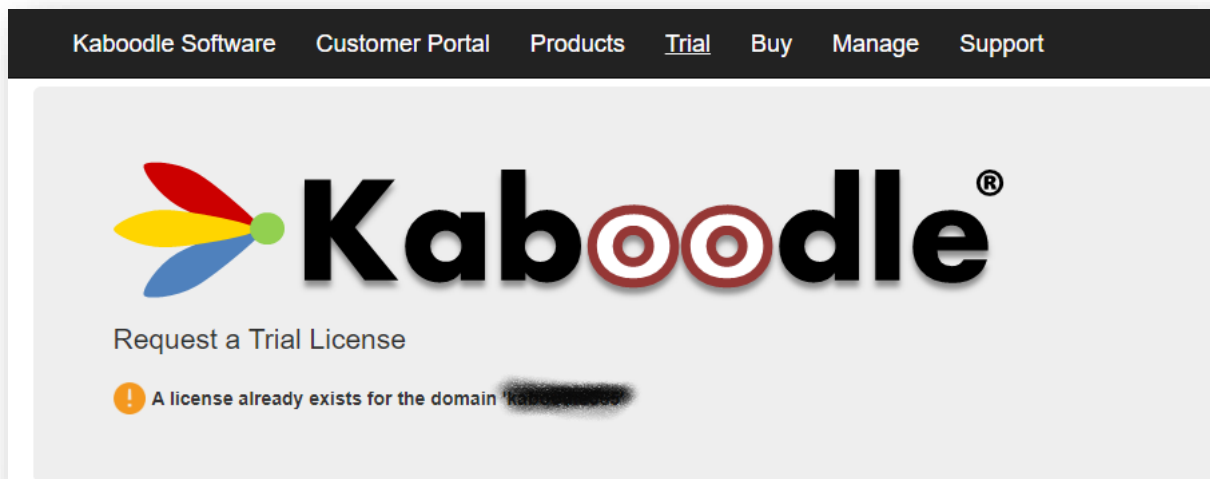 Kaboodle Software Customer Portal Products Trial Buy Manage Support
Kaboodle®
Request a Trial License
A license already exists for the domain